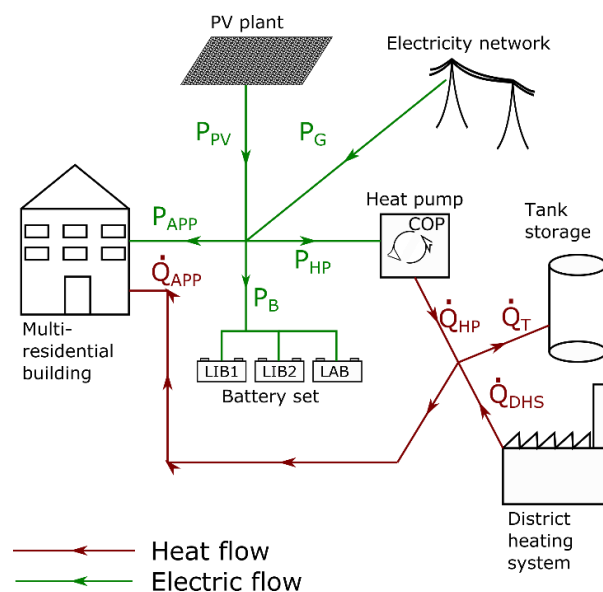 PV plant
Electricity network
P_PV
P_G
Heat pump
COP
Tank
storage
P_APP
P_HP
Q̇_APP
P_B
Q̇_HP
Q̇_T
Multi-
residential
building
LIB1
LIB2
LAB
Battery set
Q̇_DHS
District
heating
system
Heat flow
Electric flow